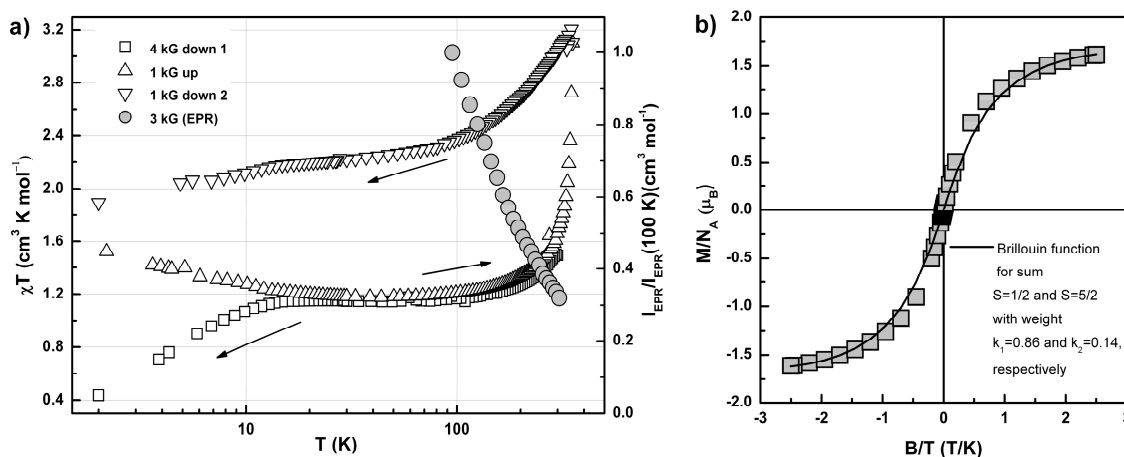 a)
3.2
2.8
2.4
2.0
1.6
1.2
0.8
0.4
χT (cm³ K mol⁻¹)
4 kG down 1
1 kG up
1 kG down 2
3 kG (EPR)
10
100
T (K)
1.0
0.8
0.6
0.4
0.2
0.0
I_EPR/I_EPR(100 K)(cm³ mol⁻¹)
b)
2.0
1.5
1.0
0.5
0.0
-0.5
-1.0
-1.5
-2.0
M/N_A (μ_B)
Brillouin function
for sum
S=1/2 and S=5/2
with weight
k₁=0.86 and k₂=0.14,
respectively
-3 -2 -1 0 1 2 3
B/T (T/K)